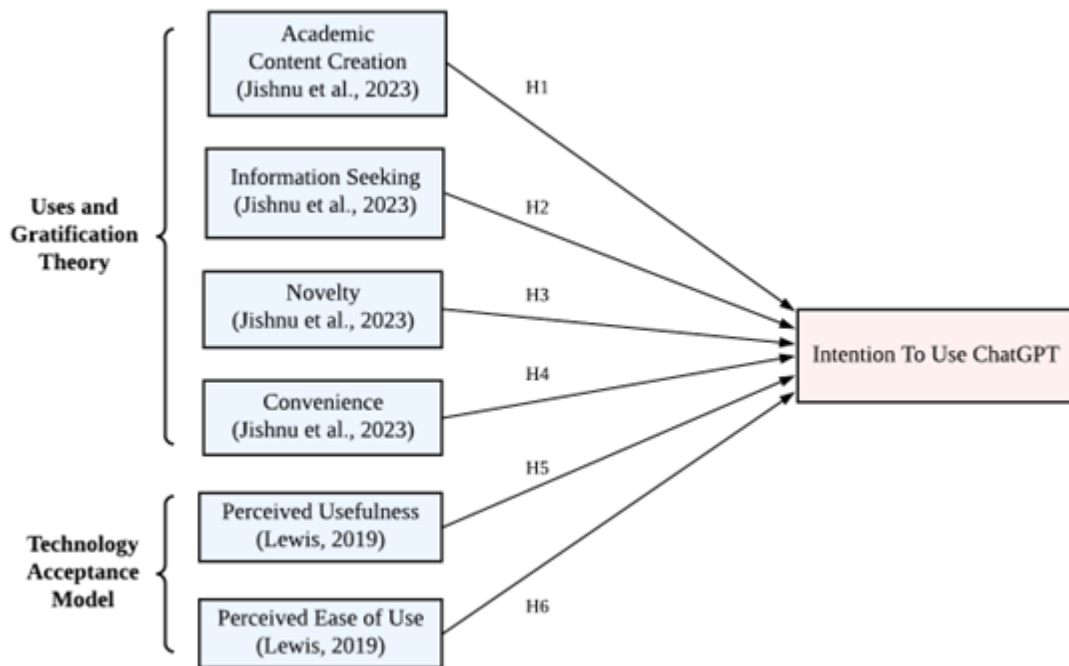 Academic
Content Creation
(Jishnu et al., 2023)
H1
Information Seeking
(Jishnu et al., 2023)
H2
Uses and
Gratification
Theory
Novelty
(Jishnu et al., 2023)
H3
Intention To Use ChatGPT
Convenience
(Jishnu et al., 2023)
H4
H5
Perceived Usefulness
(Lewis, 2019)
Technology
Acceptance
Model
Perceived Ease of Use
(Lewis, 2019)
H6